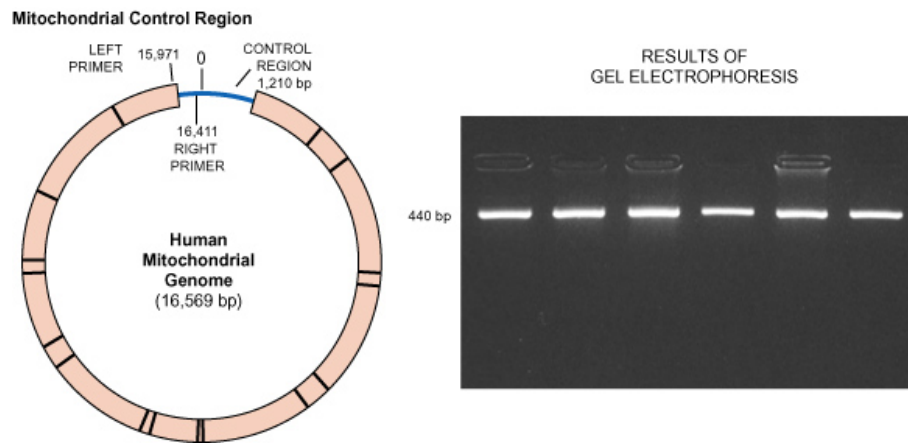 Mitochondrial Control Region
LEFT
PRIMER
15,971
0
CONTROL
REGION
1,210 bp
16,411
RIGHT
PRIMER
Human
Mitochondrial
Genome
(16,569 bp)
RESULTS OF
GEL ELECTROPHORESIS
440 bp